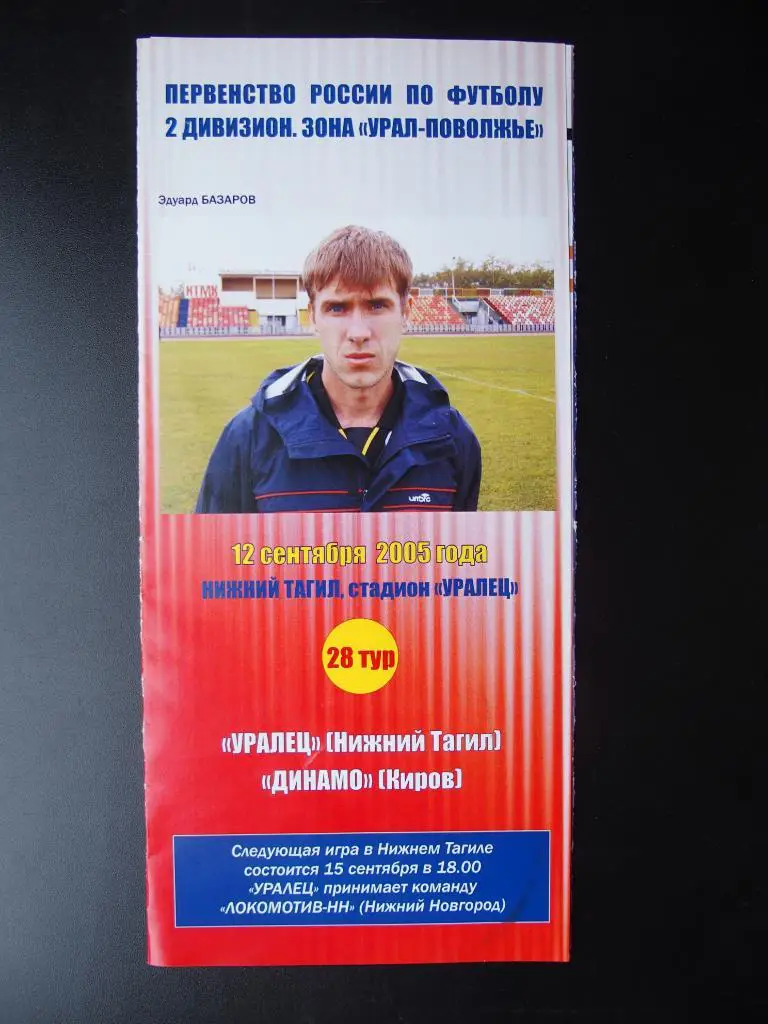 ПЕРВЕНСТВО РОССИИ ПО ФУТБОЛУ
2 ДИВИЗИОН. ЗОНА «УРАЛ-ПОВОЛЖЬЕ»
Эдуард БАЗАРОВ
КТМК
umbro
12 сентября 2005 года
НИЖНИЙ ТАГИЛ, стадион «УРАЛЕЦ»
28 тур
«УРАЛЕЦ» (Нижний Тагил)
«ДИНАМО» (Киров)
Следующая игра в Нижнем Тагиле
состоится 15 сентября в 18.00
«УРАЛЕЦ» принимает команду
«ЛОКОМОТИВ-НН» (Нижний Новгород)